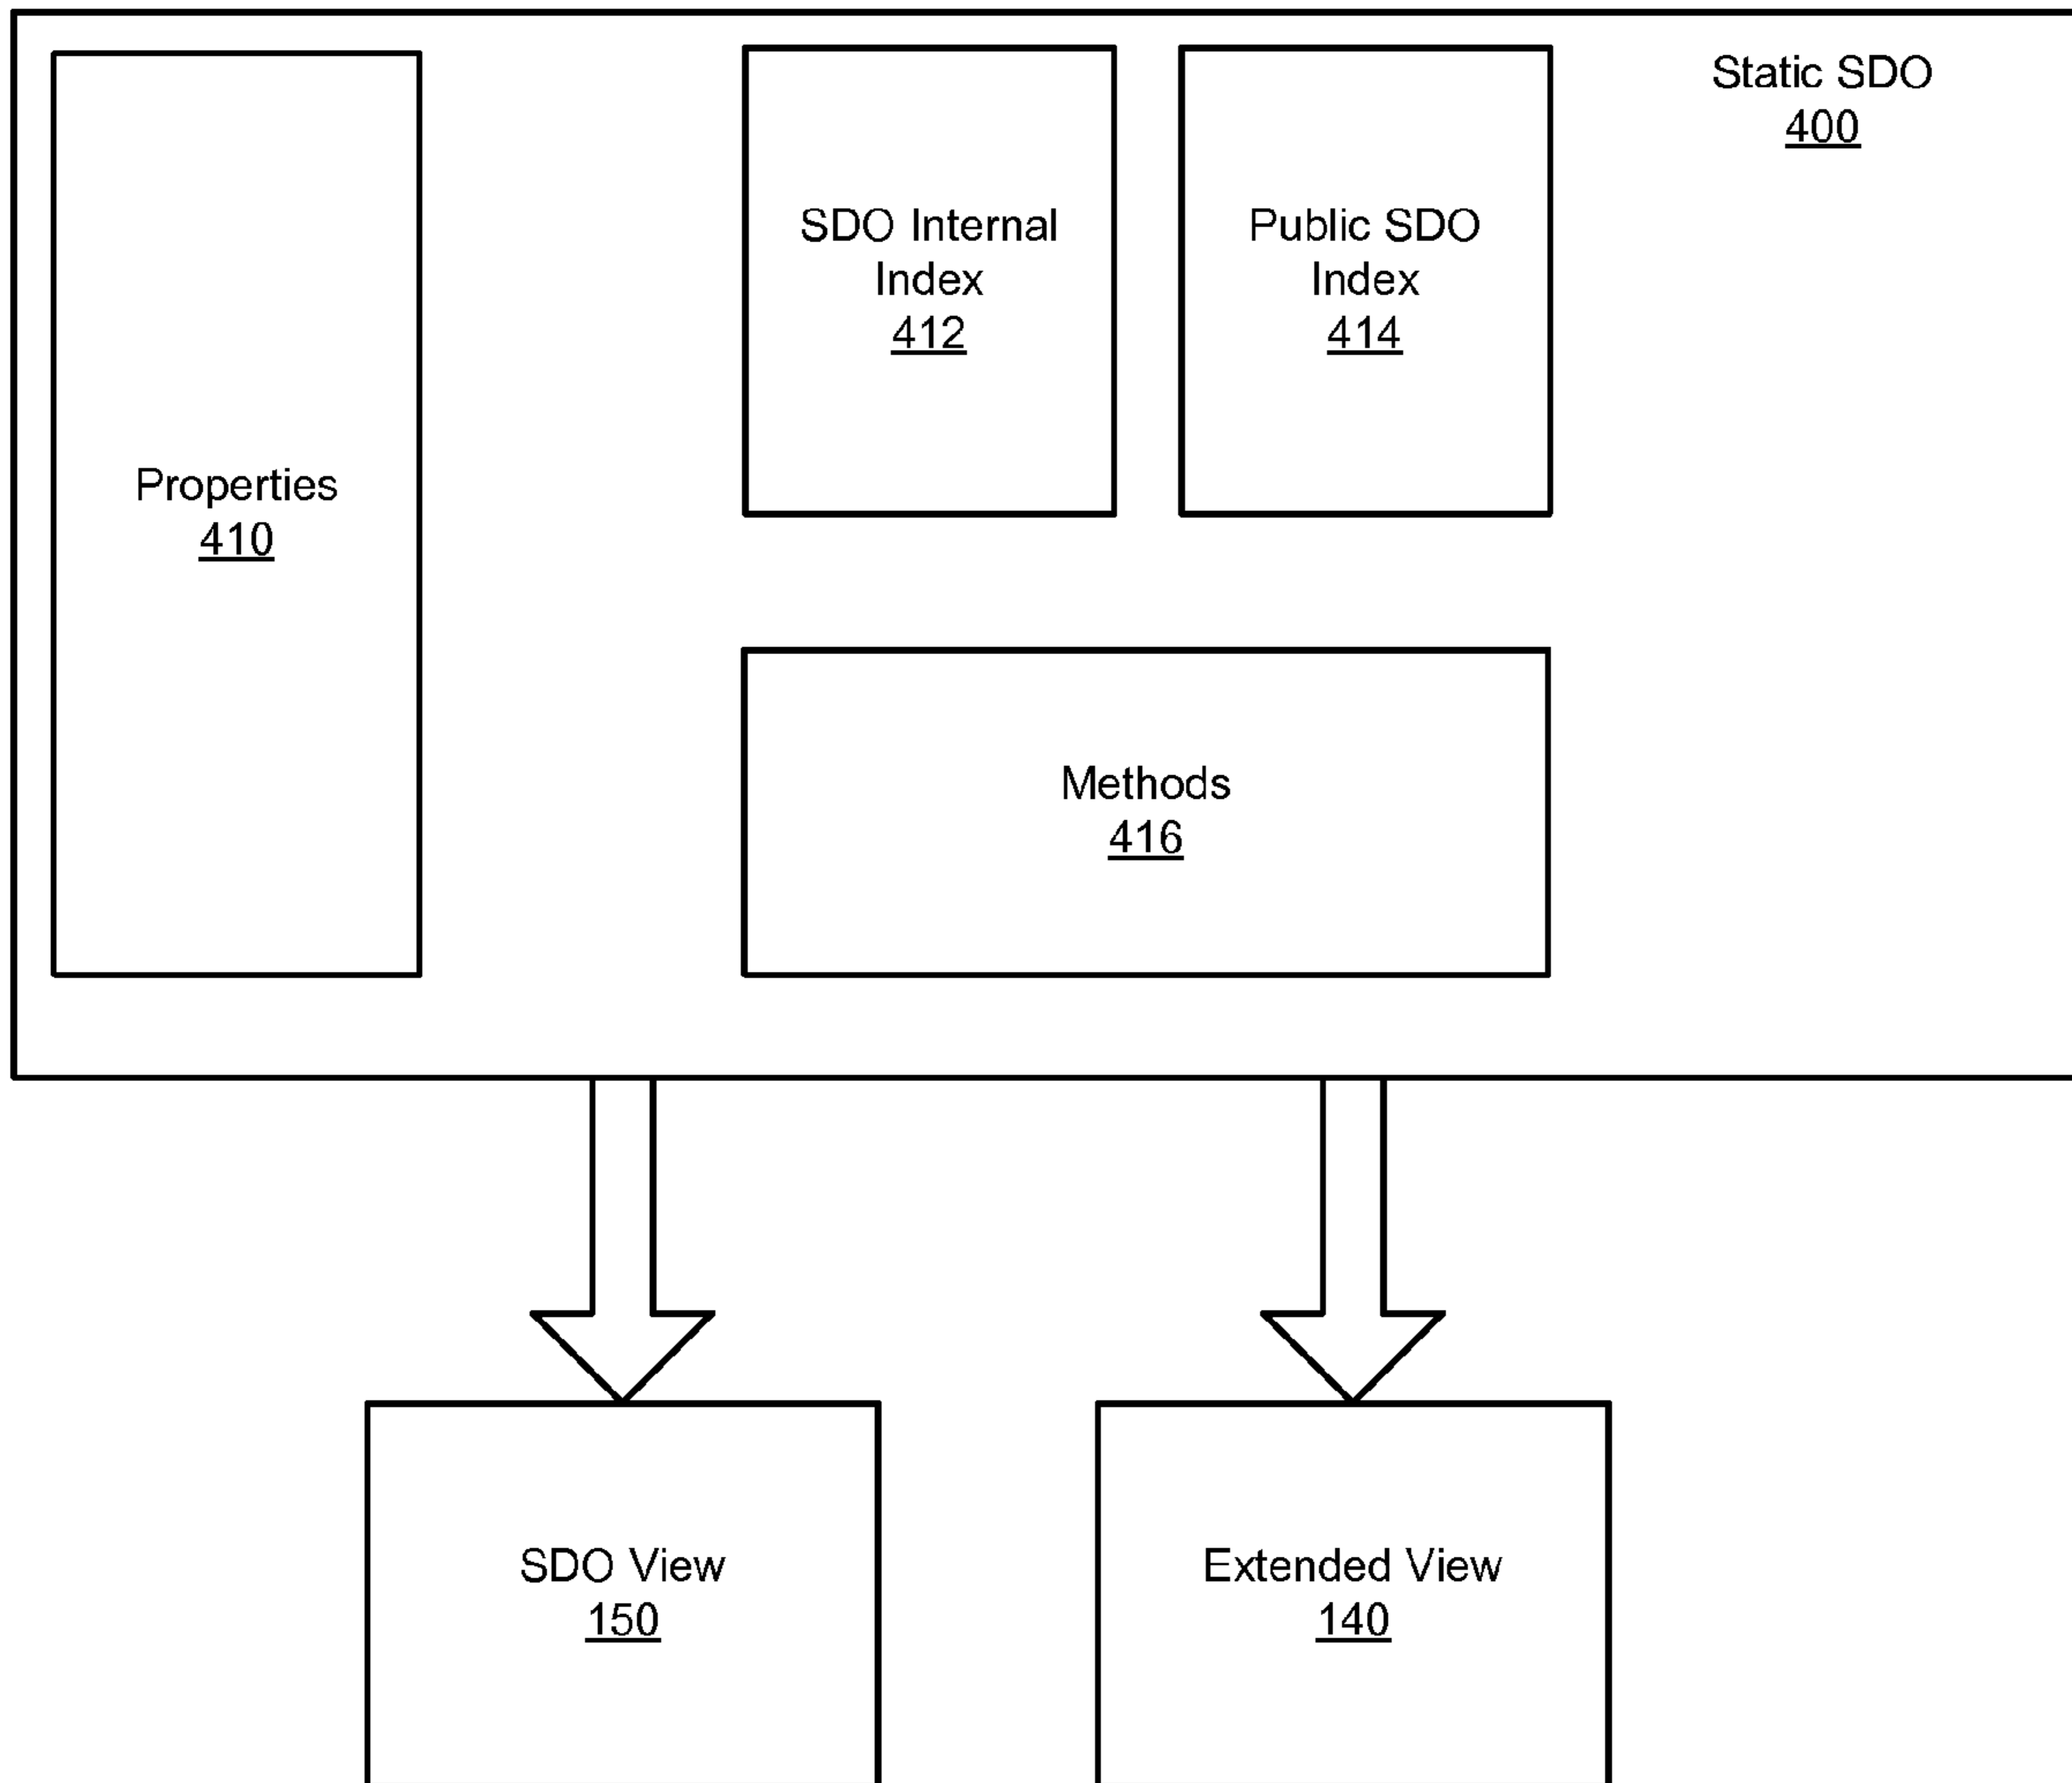 Static SDO
400
Properties
410
SDO Internal
Index
412
Public SDO
Index
414
Methods
416
SDO View
150
Extended View
140